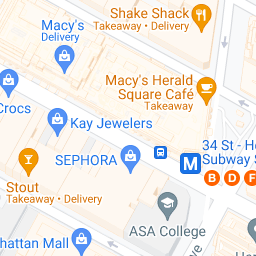 Shake Shack
Takeaway • Delivery
Macy's
Delivery
Macy's Herald
Square Café
Takeaway
Crocs
Kay Jewelers
34 St - H
Subway S
M
B D F
SEPHORA
Stout
Takeaway • Delivery
ASA College
hattan Mall